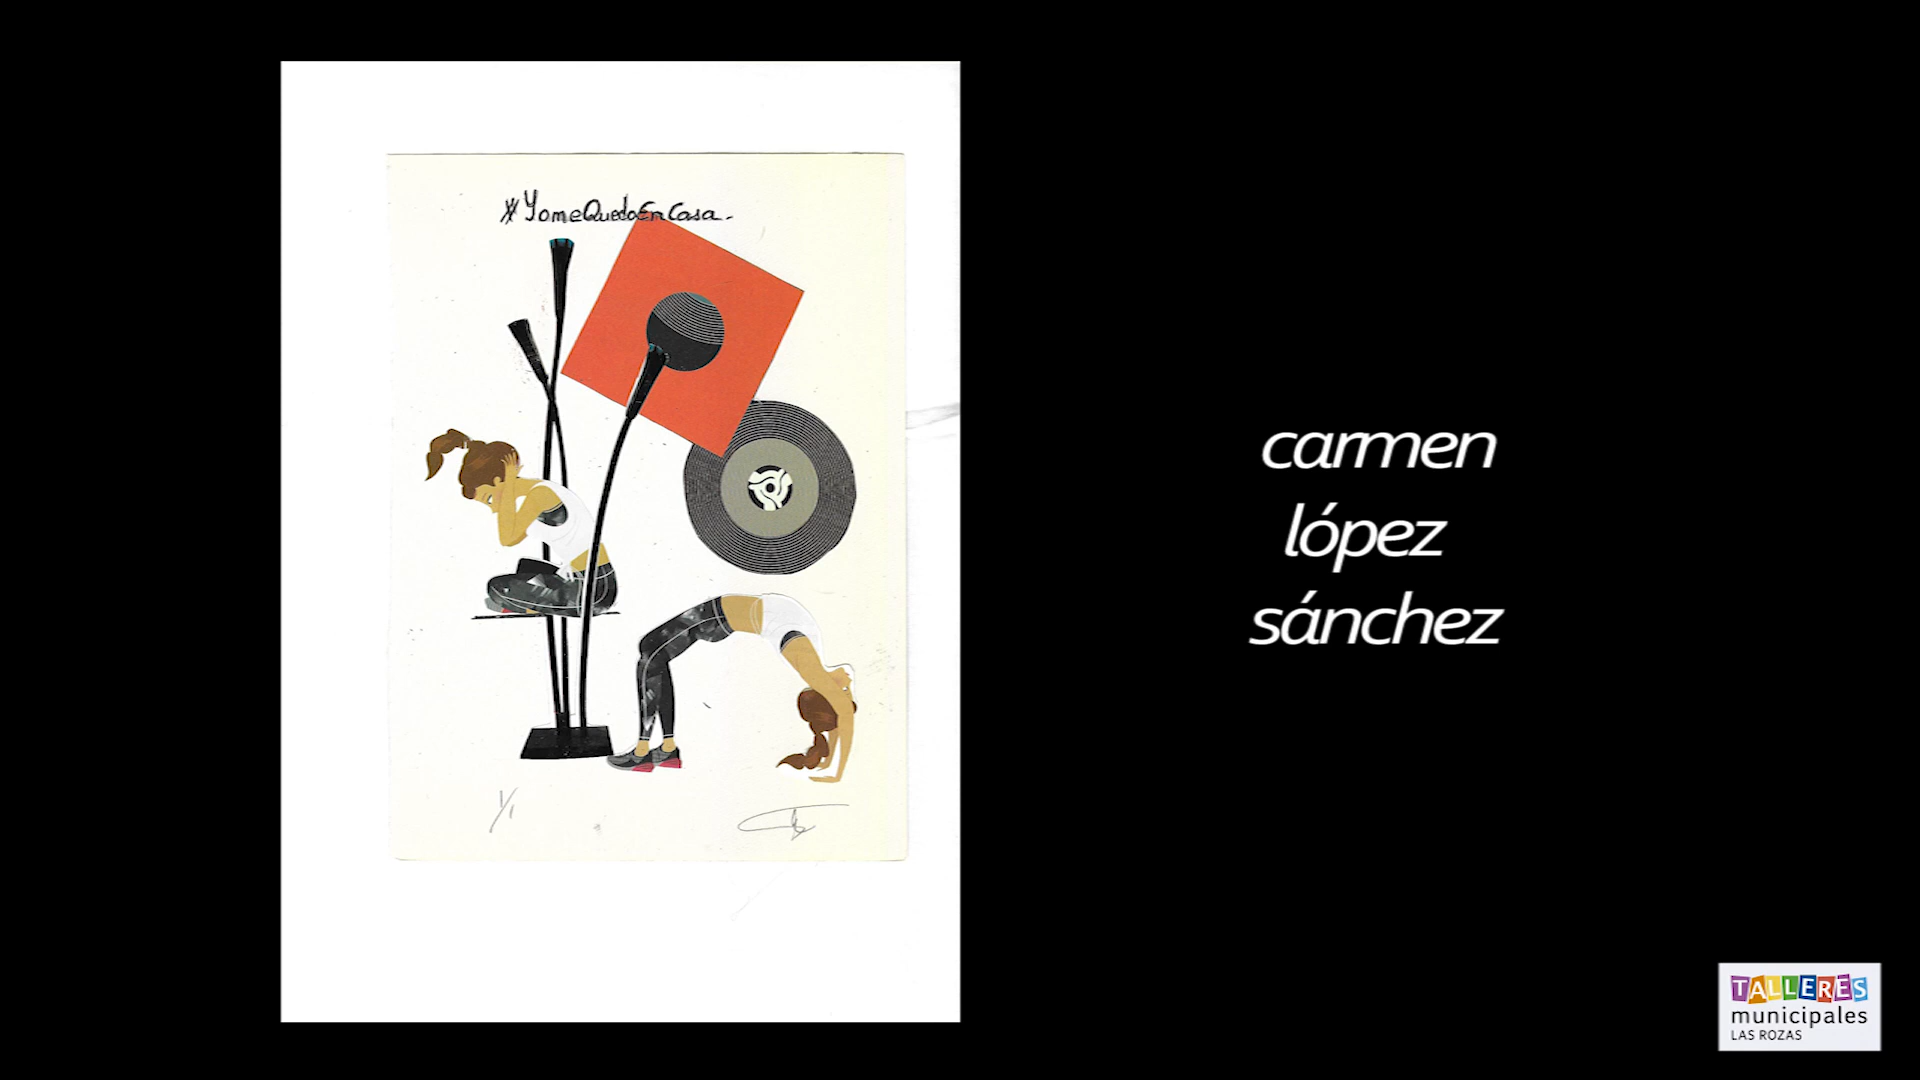 #YomeQuedoEnCasa.
1/1
carmen
lópez
sánchez
TALLERES
municipales
LAS ROZAS